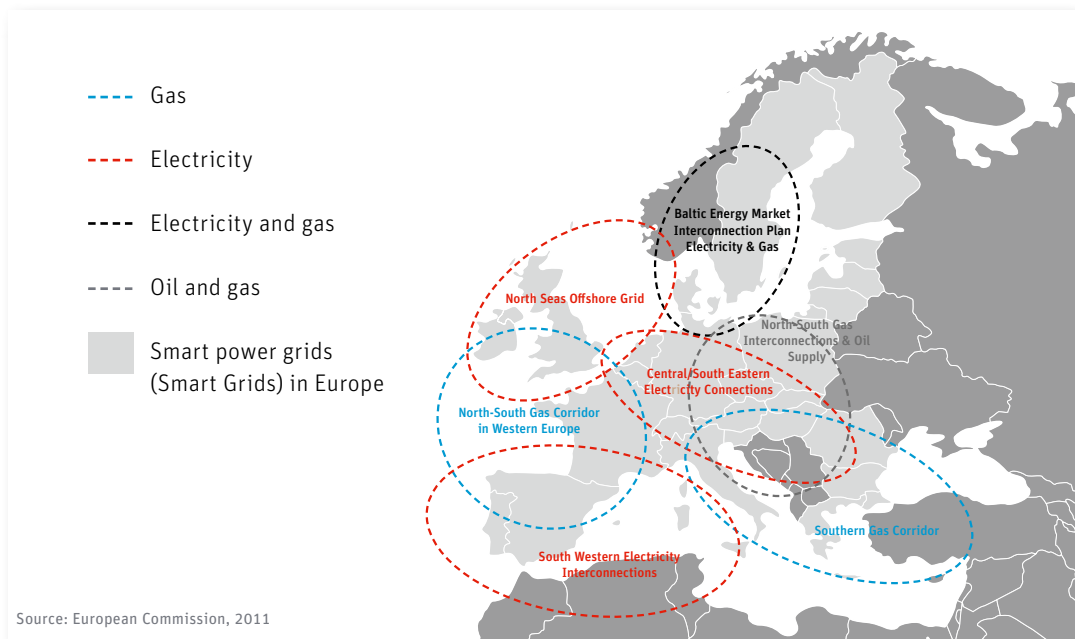 Gas
Electricity
Electricity and gas
Oil and gas
Smart power grids
(Smart Grids) in Europe
Baltic Energy Market
Interconnection Plan
Electricity & Gas
North Seas Offshore Grid
North-South Gas
Interconnections & Oil
Supply
Central/South Eastern
Electricity Connections
North-South Gas Corridor
in Western Europe
Southern Gas Corridor
South Western Electricity
Interconnections
Source: European Commission, 2011